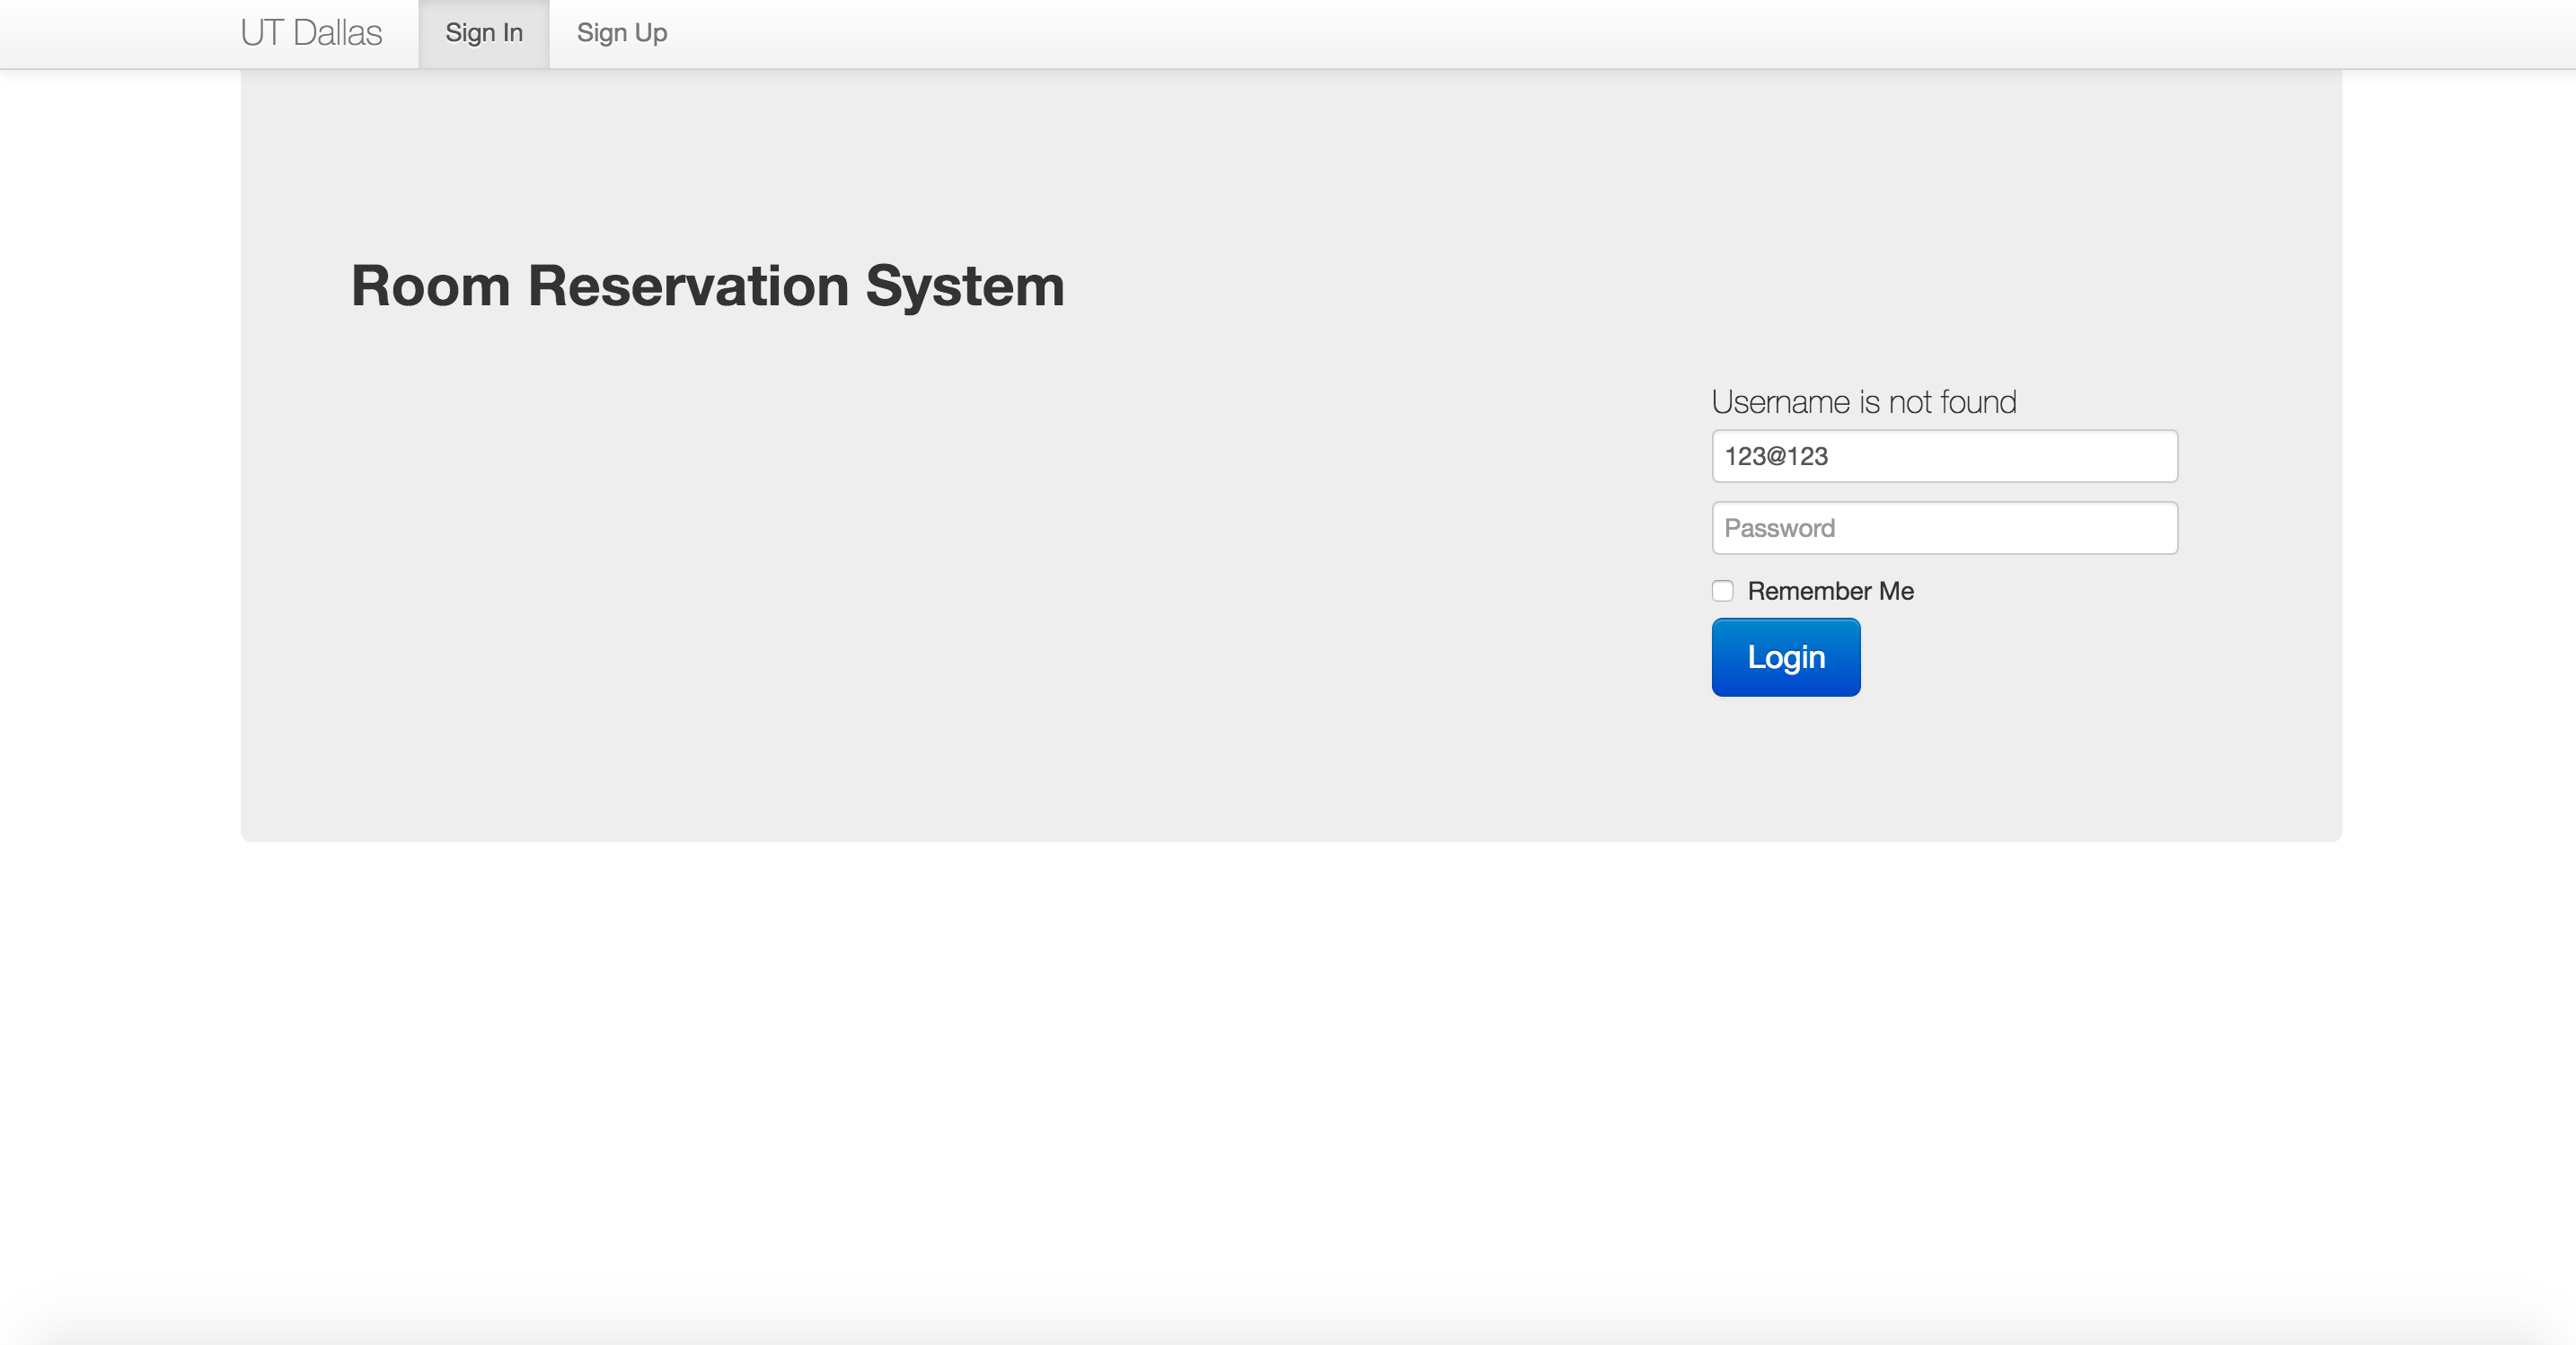 UT Dallas Sign In Sign Up
Room Reservation System
Username is not found
123@123
Password
Remember Me
Login